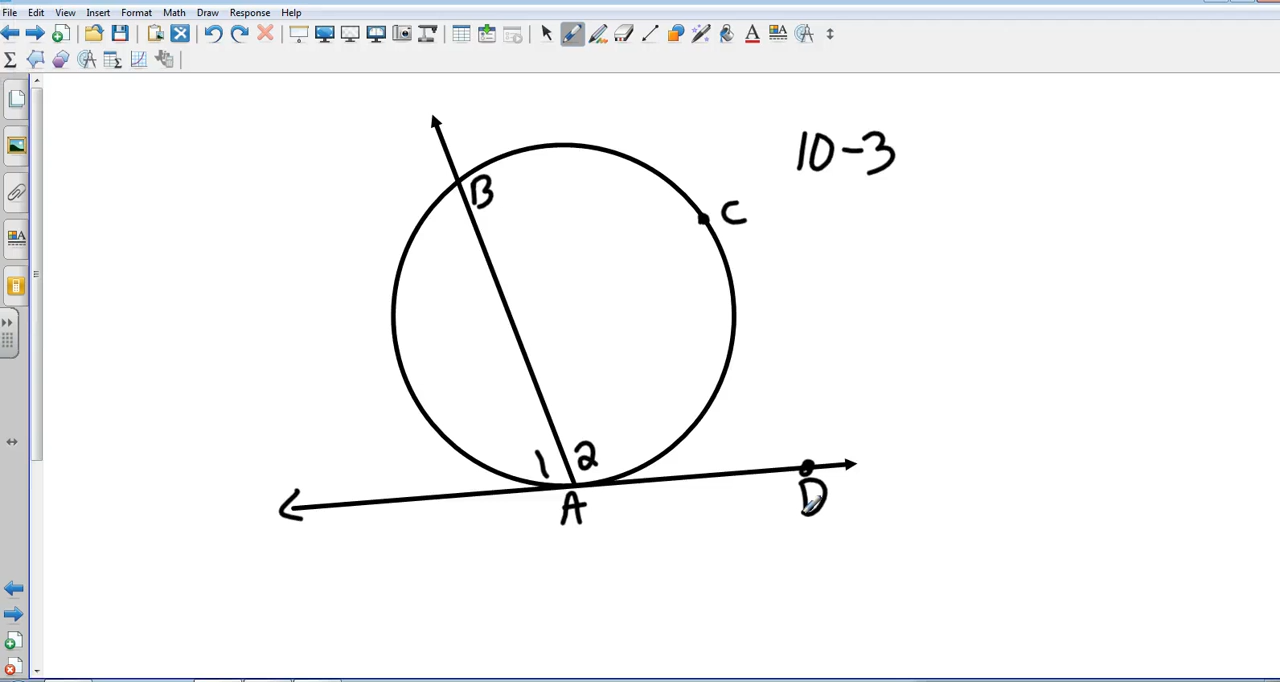 File Edit View Insert Format Math Draw Response Help
10-3
B
C
1 2
A
D